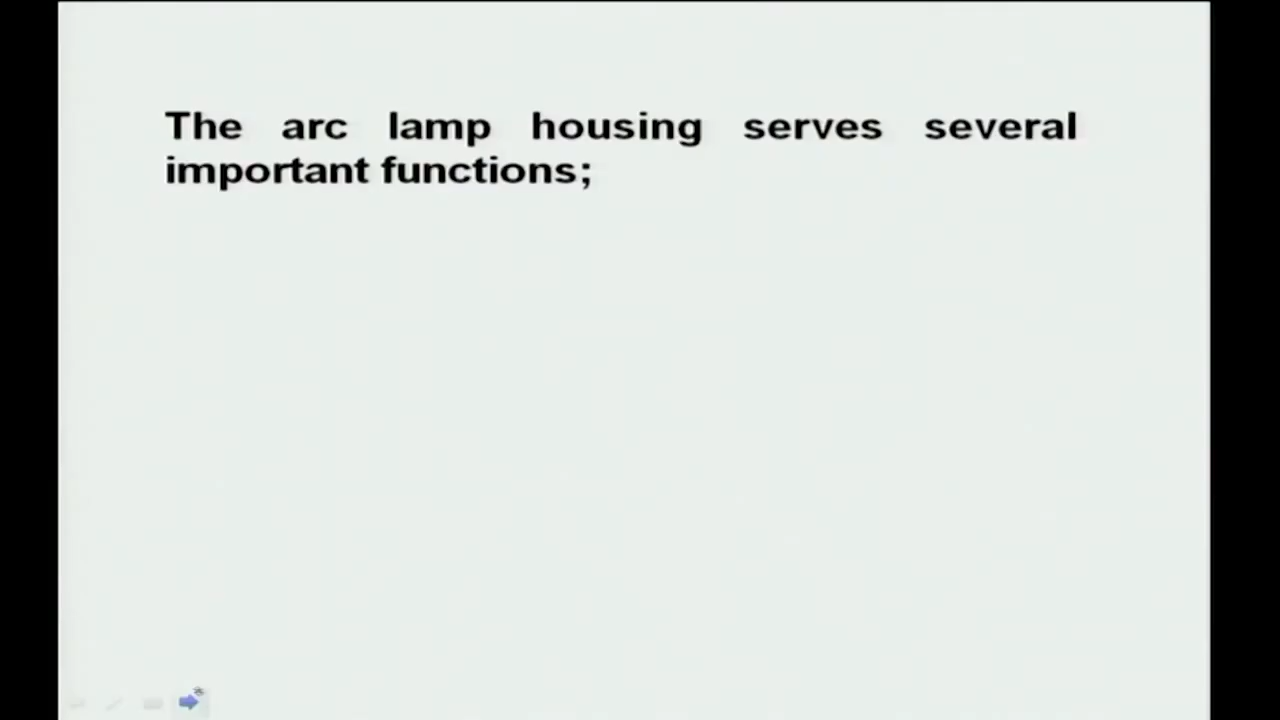 The arc lamp housing serves several
important functions;